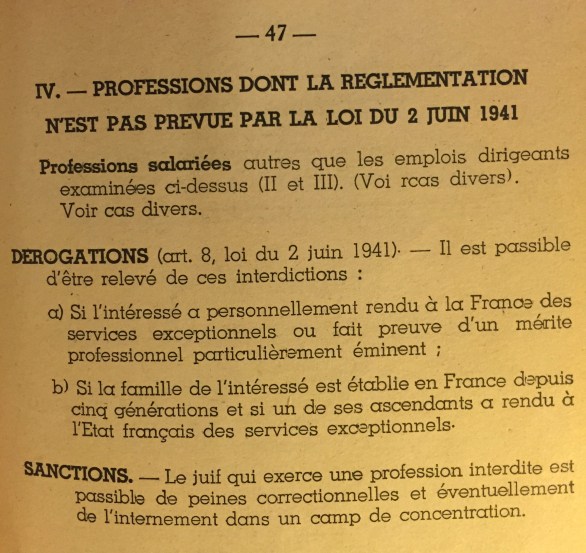 — 47 —
IV. — PROFESSIONS DONT LA REGLEMENTATION
N'EST PAS PREVUE PAR LA LOI DU 2 JUIN 1941
Professions salariées autres que les emplois dirigeants
examinées ci-dessus (II et III). (Voi rcas divers).
Voir cas divers.
DEROGATIONS (art. 8, loi du 2 juin 1941). — Il est passible
d'être relevé de ces interdictions :
a) Si l'intéressé a personnellement rendu à la France des
services exceptionnels ou fait preuve d'un mérite
professionnel particulièrement éminent ;
b) Si la famille de l'intéressé est établie en France depuis
cinq générations et si un de ses ascendants a rendu à
l'Etat français des services exceptionnels.
SANCTIONS. — Le juif qui exerce une profession interdite est
passible de peines correctionnelles et éventuellement
de l'internement dans un camp de concentration.